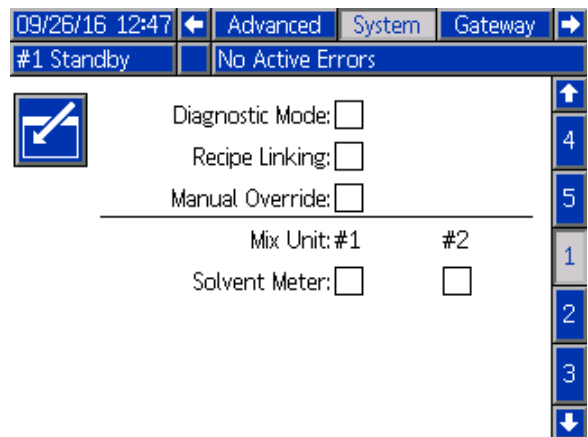 09/26/16 12:47 Advanced System Gateway
#1 Standby No Active Errors
Diagnostic Mode:
4
Recipe Linking:
Manual Override:
5
Mix Unit: #1 #2
1
Solvent Meter:
2
3